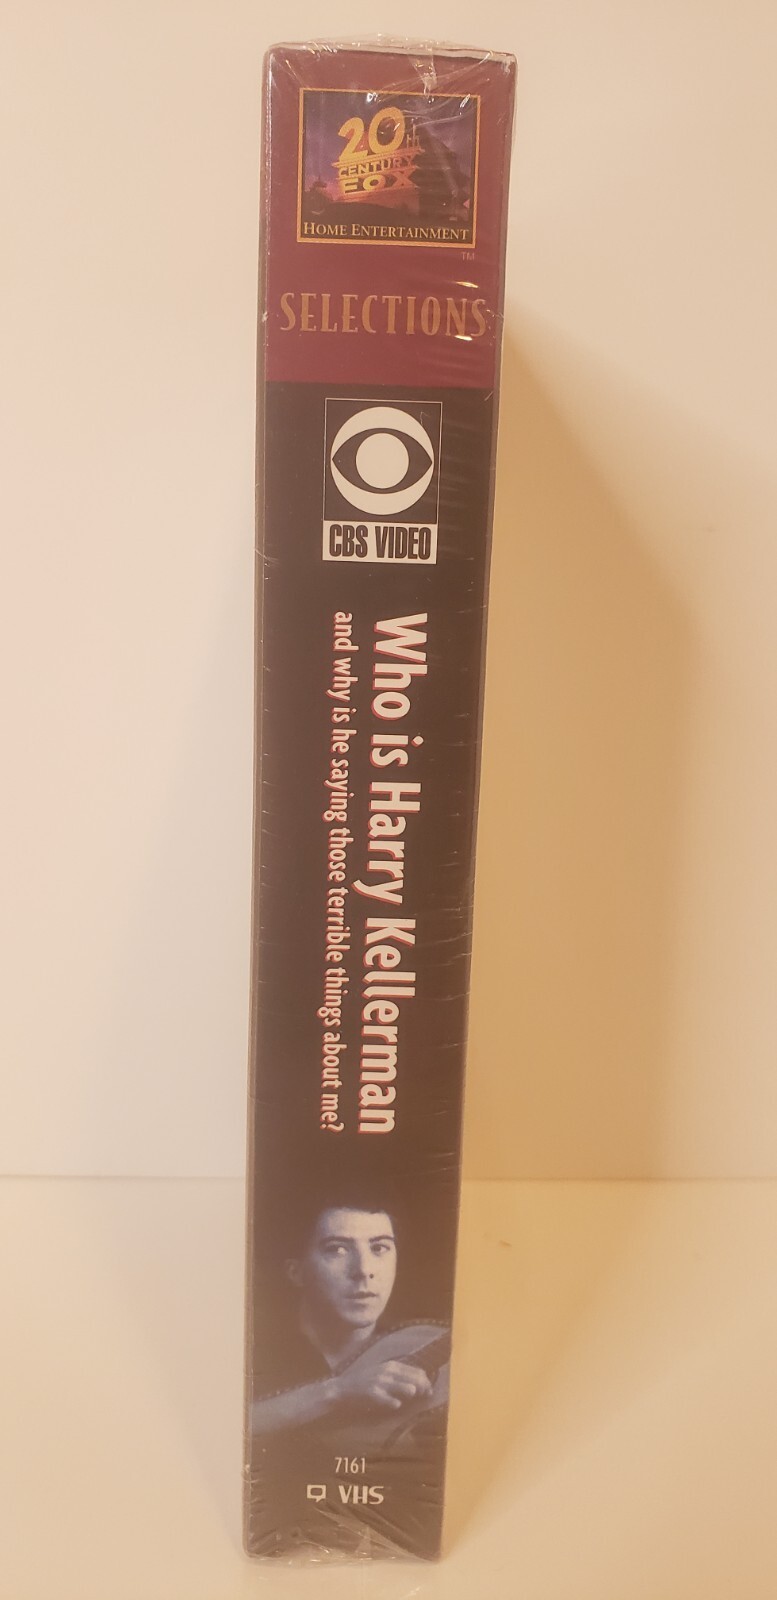 20th
CENTURY
FOX
HOME ENTERTAINMENT
TM
SELECTIONS
CBS VIDEO
Who is Harry Kellerman
and why is he saying those terrible things about me?
7161
VHS